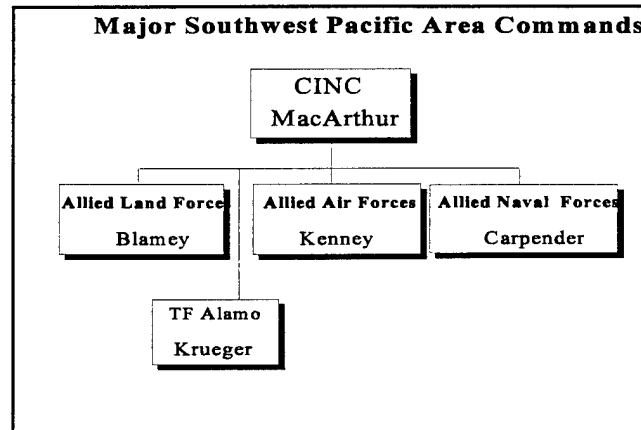 Major Southwest Pacific Area Commands
CINC
MacArthur
Allied Land Force
Blamey
Allied Air Forces
Kenney
Allied Naval Forces
Carpender
TF Alamo
Krueger